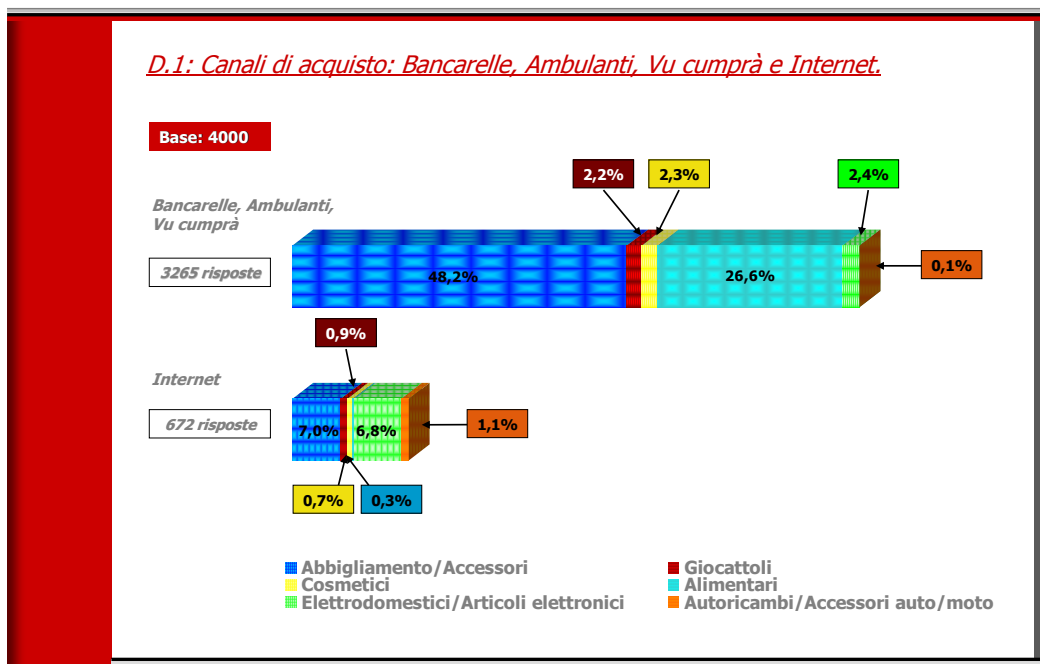 D.1: Canali di acquisto: Bancarelle, Ambulanti, Vu cumprà e Internet.
Base: 4000
2,2%
2,3%
2,4%
Bancarelle, Ambulanti,
Vu cumprà
3265 risposte
48,2%
26,6%
0,1%
0,9%
Internet
672 risposte
7,0%
6,8%
1,1%
0,7%
0,3%
Abbigliamento/Accessori
Giocattoli
Cosmetici
Alimentari
Elettrodomestici/Articoli elettronici
Autoricambi/Accessori auto/moto